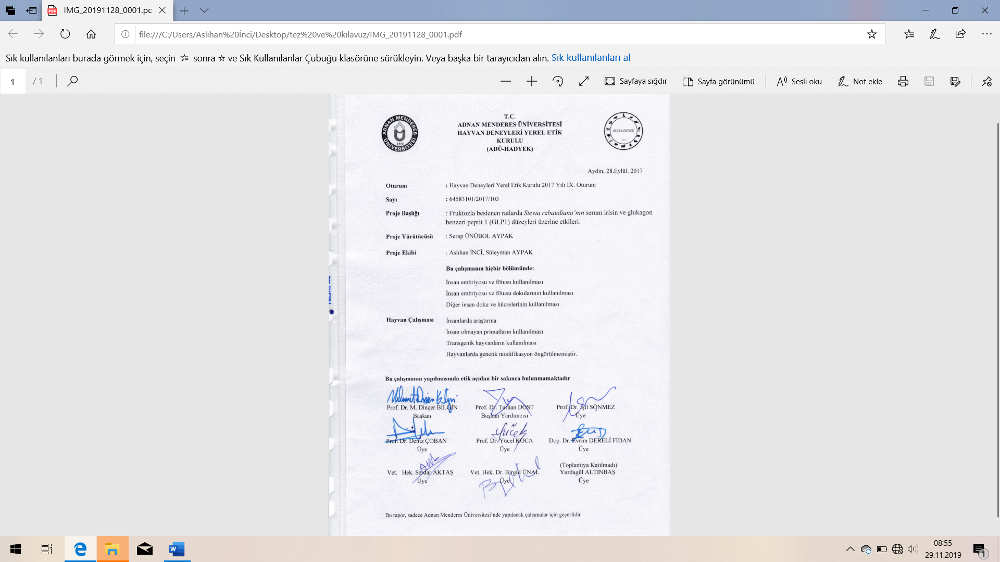 IMG_20191128_0001.pc
file:///C:/Users/Aslıhan%20İnci/Desktop/tez%20ve%20kılavuz/IMG_20191128_0001.pdf
Sık kullanılanları burada görmek için, seçin sonra ve Sık Kullanılanlar Çubuğu klasörüne sürükleyin. Veya başka bir tarayıcıdan alın. Sık kullanılanları al
1 / 1 Sayfaya sığdır Sayfa görünümü Sesli oku Not ekle
ADNAN MENDERES ÜNİVERSİTESİ 1992
T.C.
ADNAN MENDERES ÜNİVERSİTESİ
HAYVAN DENEYLERİ YEREL ETİK
KURULU
(ADÜ-HADYEK)
ADÜ-HADYEK
Aydın, 28.Eylül. 2017
Oturum : Hayvan Deneyleri Yerel Etik Kurulu 2017 Yılı IX. Oturum
Sayı : 64583101/2017/103
Proje Başlığı : Fruktozla beslenen ratlarda Stevia rebaudiana'nın serum irisin ve glukagon
benzeri peptit 1 (GLP1) düzeyleri üzerine etkileri.
Proje Yürütücüsü : Serap ÜNÜBOL AYPAK
Proje Ekibi : Aslıhan İNCİ, Süleyman AYPAK
Bu çalışmanın hiçbir bölümünde:
İnsan embriyosu ve fötusu kullanılması
İnsan embriyosu ve fötusu dokularının kullanılması
Diğer insan doku ve hücrelerinin kullanılması
Hayvan Çalışması İnsanlarda araştırma
İnsan olmayan primatların kullanılması
Transgenik hayvanların kullanılması
Hayvanlarda genetik modifikasyon öngörülmemiştir.
Bu çalışmanın yapılmasında etik açıdan bir sakınca bulunmamaktadır
Prof. Dr. M. Dinçer BİLGİN Prof. Dr. Turhan DOST Prof. Dr. Işıl SÖNMEZ
Başkan Başkan Yardımcısı Üye
Prof. Dr. Deniz ÇOBAN Prof. Dr. Yücel KOCA Doç. Dr. Evrim DERELİ FİDAN
Üye Üye Üye
(Toplantıya Katılmadı)
Vet. Hek. Serdar AKTAŞ Vet. Hek. Dr. Birgül ÜNAL Yurdagül ALTINBAŞ
Üye Üye Üye
Bu rapor, sadece Adnan Menderes Üniversitesi'nde yapılacak çalışmalar için geçerlidir
08:55
29.11.2019
1